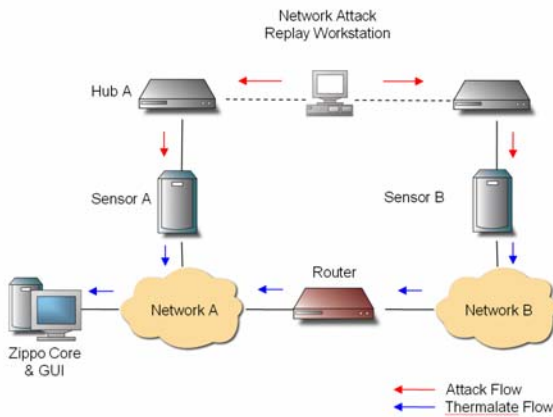 Network Attack
Replay Workstation
Hub A
Sensor A
Sensor B
Router
Network A
Network B
Zippo Core
& GUI
Attack Flow
Thermalate Flow